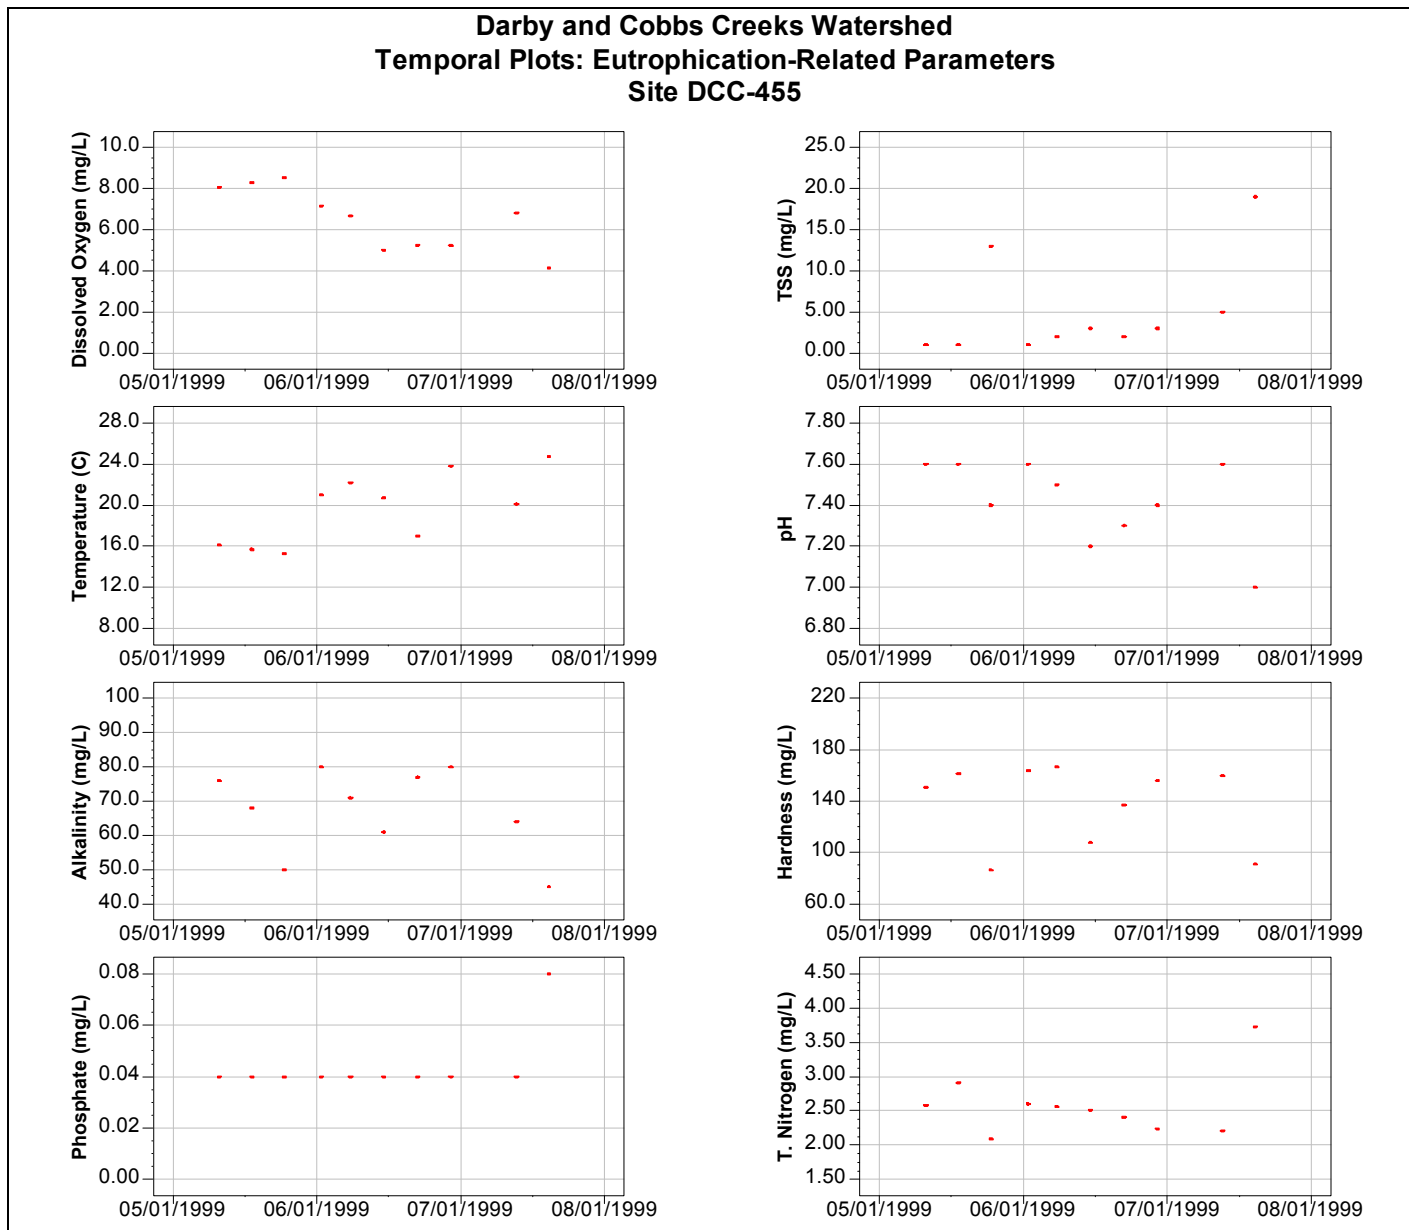 Darby and Cobbs Creeks Watershed
Temporal Plots: Eutrophication-Related Parameters
Site DCC-455
Dissolved Oxygen (mg/L)
10.0
8.00
6.00
4.00
2.00
0.00
05/01/1999 06/01/1999 07/01/1999 08/01/1999
TSS (mg/L)
25.0
20.0
15.0
10.0
5.00
0.00
05/01/1999 06/01/1999 07/01/1999 08/01/1999
Temperature (C)
28.0
24.0
20.0
16.0
12.0
8.00
05/01/1999 06/01/1999 07/01/1999 08/01/1999
pH
7.80
7.60
7.40
7.20
7.00
6.80
05/01/1999 06/01/1999 07/01/1999 08/01/1999
Alkalinity (mg/L)
100
90.0
80.0
70.0
60.0
50.0
40.0
05/01/1999 06/01/1999 07/01/1999 08/01/1999
Hardness (mg/L)
220
180
140
100
60.0
05/01/1999 06/01/1999 07/01/1999 08/01/1999
Phosphate (mg/L)
0.08
0.06
0.04
0.02
0.00
05/01/1999 06/01/1999 07/01/1999 08/01/1999
T. Nitrogen (mg/L)
4.50
4.00
3.50
3.00
2.50
2.00
1.50
05/01/1999 06/01/1999 07/01/1999 08/01/1999